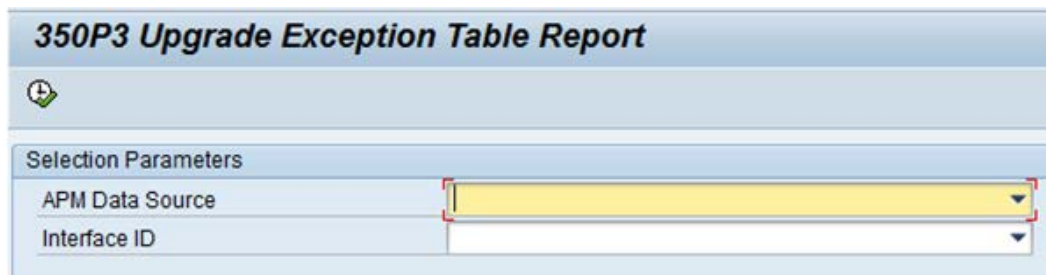 350P3 Upgrade Exception Table Report
Selection Parameters
APM Data Source
Interface ID